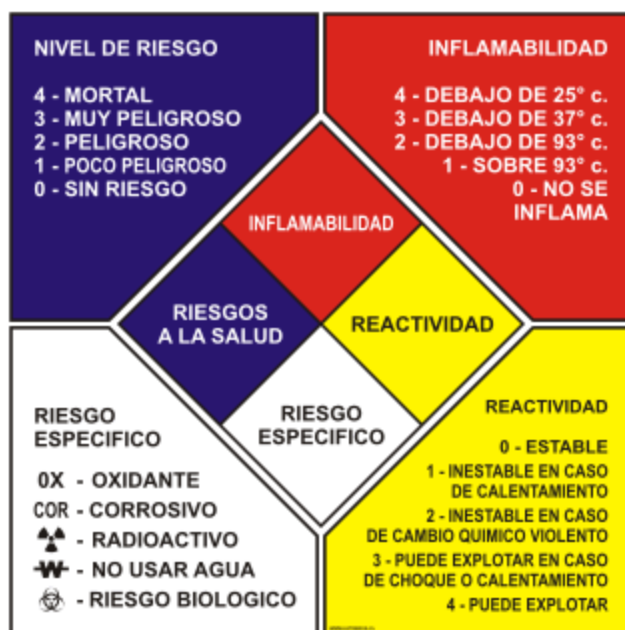 NIVEL DE RIESGO
4 - MORTAL
3 - MUY PELIGROSO
2 - PELIGROSO
1 - POCO PELIGROSO
0 - SIN RIESGO
INFLAMABILIDAD
4 - DEBAJO DE 25° c.
3 - DEBAJO DE 37° c.
2 - DEBAJO DE 93° c.
1 - SOBRE 93° c.
0 - NO SE
INFLAMA
INFLAMABILIDAD
RIESGOS
A LA SALUD
REACTIVIDAD
RIESGO
ESPECIFICO
RIESGO
ESPECIFICO
0X - OXIDANTE
COR - CORROSIVO
- RADIOACTIVO
W - NO USAR AGUA
- RIESGO BIOLOGICO
REACTIVIDAD
0 - ESTABLE
1 - INESTABLE EN CASO
DE CALENTAMIENTO
2 - INESTABLE EN CASO
DE CAMBIO QUIMICO VIOLENTO
3 - PUEDE EXPLOTAR EN CASO
DE CHOQUE O CALENTAMIENTO
4 - PUEDE EXPLOTAR